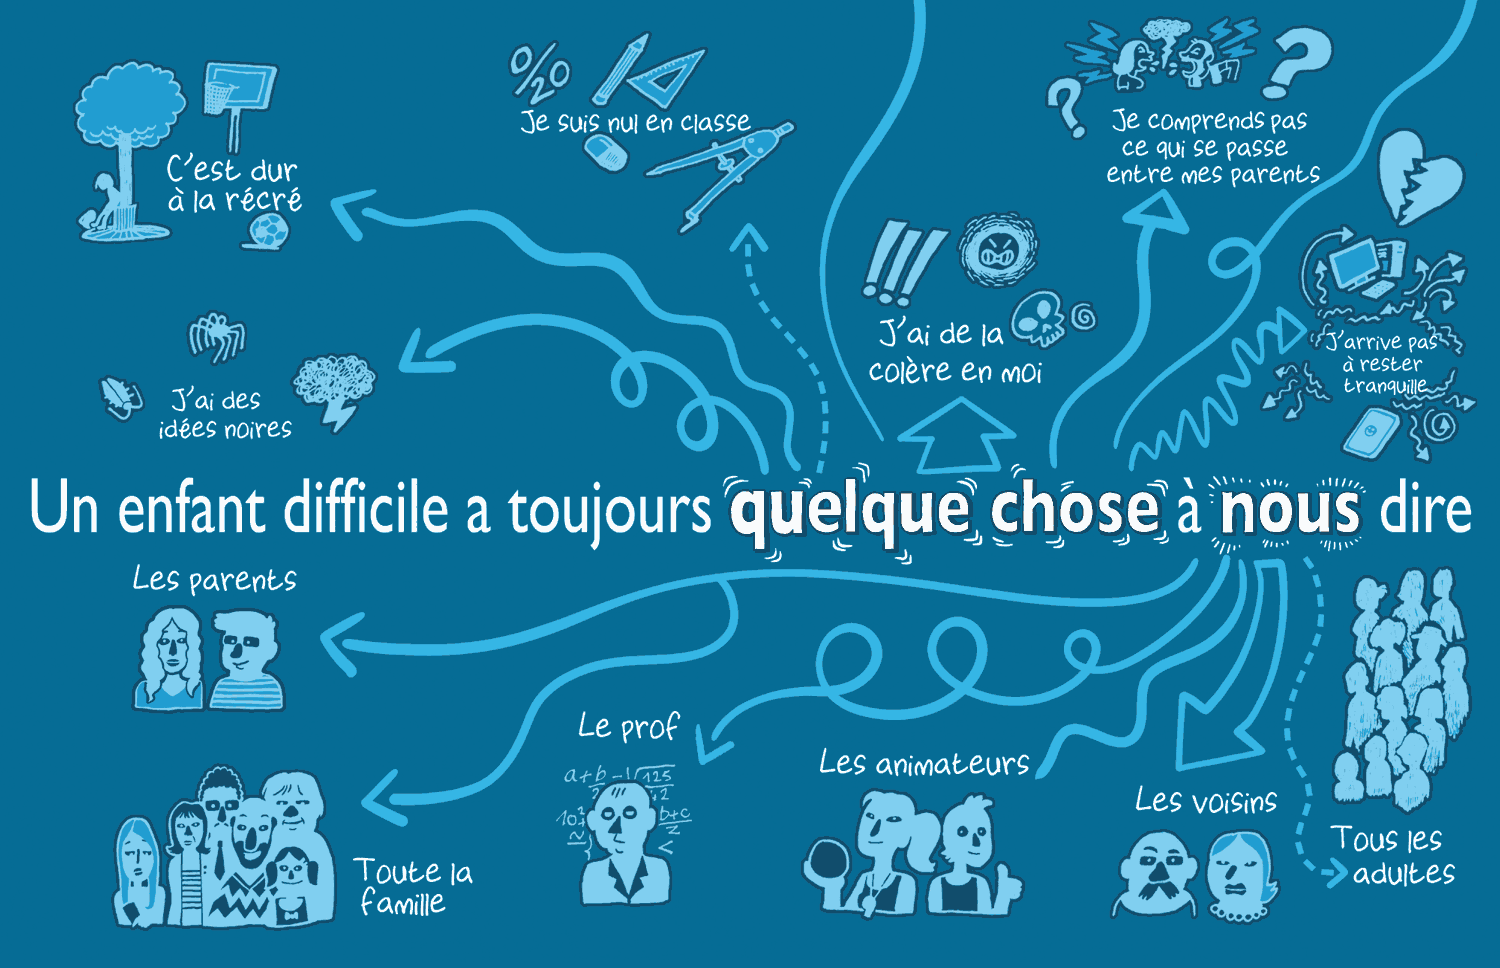 %20
Je suis nul en classe
C'est dur
à la récré
Je comprends pas
ce qui se passe
entre mes parents
!!!
J'ai de la
colère en moi
J'arrive pas
à rester
tranquille
J'ai des
idées noires
Un enfant difficile a toujours quelque chose à nous dire
Les parents
Le prof
Les animateurs
Les voisins
Tous les
adultes
Toute la
famille
a+b
√125
b+c